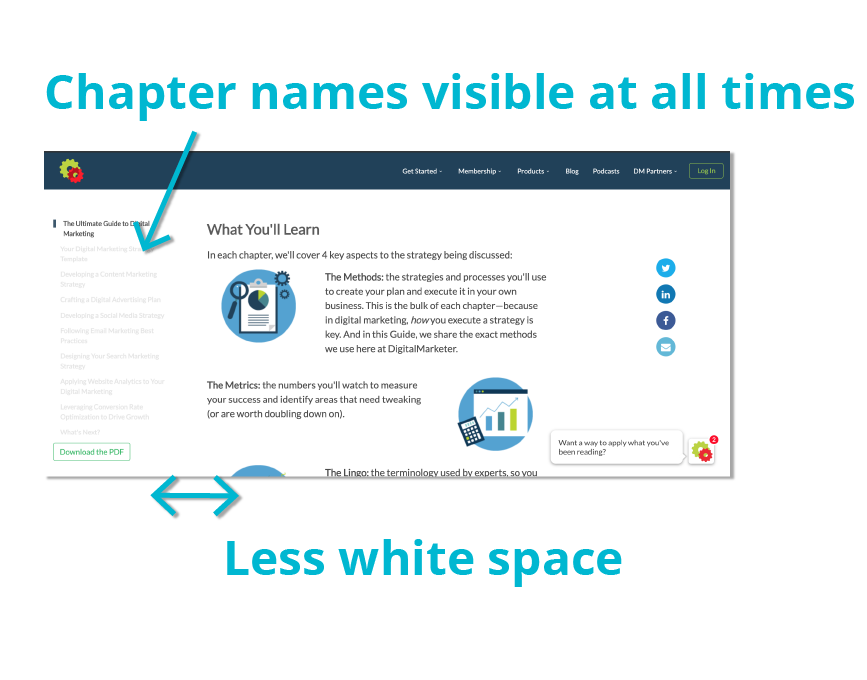 Chapter names visible at all times
Get Started Membership Products Blog Podcasts DM Partners Log In
The Ultimate Guide to Digital
Marketing
Your Digital Marketing Strategy
Template
Developing a Content Marketing
Strategy
Crafting a Digital Advertising Plan
Developing a Social Media Strategy
Following Email Marketing Best
Practices
Designing Your Search Marketing
Strategy
Applying Website Analytics to Your
Digital Marketing
Leveraging Conversion Rate
Optimization to Drive Growth
What's Next?
Download the PDF
What You'll Learn
In each chapter, we'll cover 4 key aspects to the strategy being discussed:
The Methods: the strategies and processes you'll use
to create your plan and execute it in your own
business. This is the bulk of each chapter—because
in digital marketing, how you execute a strategy is
key. And in this Guide, we share the exact methods
we use here at DigitalMarketer.
The Metrics: the numbers you'll watch to measure
your success and identify areas that need tweaking
(or are worth doubling down on).
The Lingo: the terminology used by experts, so you
Want a way to apply what you've
been reading?
2
Less white space